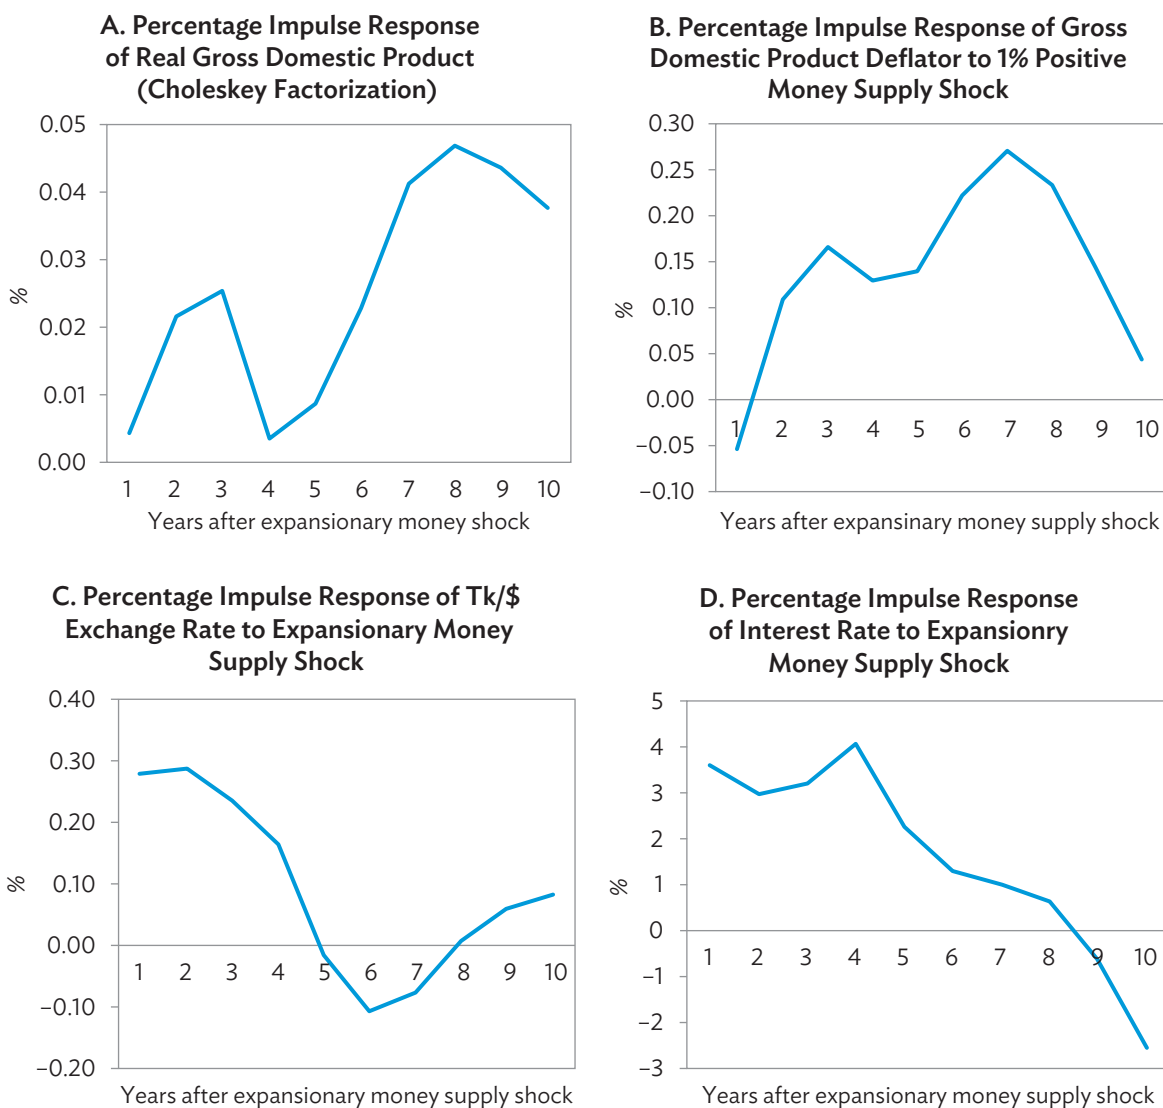 A. Percentage Impulse Response
of Real Gross Domestic Product
(Choleskey Factorization)
0.05
0.04
0.03
0.02
0.01
0.00
%
1 2 3 4 5 6 7 8 9 10
Years after expansionary money shock
B. Percentage Impulse Response of Gross
Domestic Product Deflator to 1% Positive
Money Supply Shock
0.30
0.25
0.20
0.15
0.10
0.05
0.00
–0.05
–0.10
%
1 2 3 4 5 6 7 8 9 10
Years after expansinary money supply shock
C. Percentage Impulse Response of Tk/$
Exchange Rate to Expansionary Money
Supply Shock
0.40
0.30
0.20
0.10
0.00
–0.10
–0.20
%
1 2 3 4 5 6 7 8 9 10
Years after expansionary money supply shock
D. Percentage Impulse Response
of Interest Rate to Expansionry
Money Supply Shock
5
4
3
2
1
0
–1
–2
–3
%
1 2 3 4 5 6 7 8 9 10
Years after expansionary money supply shock